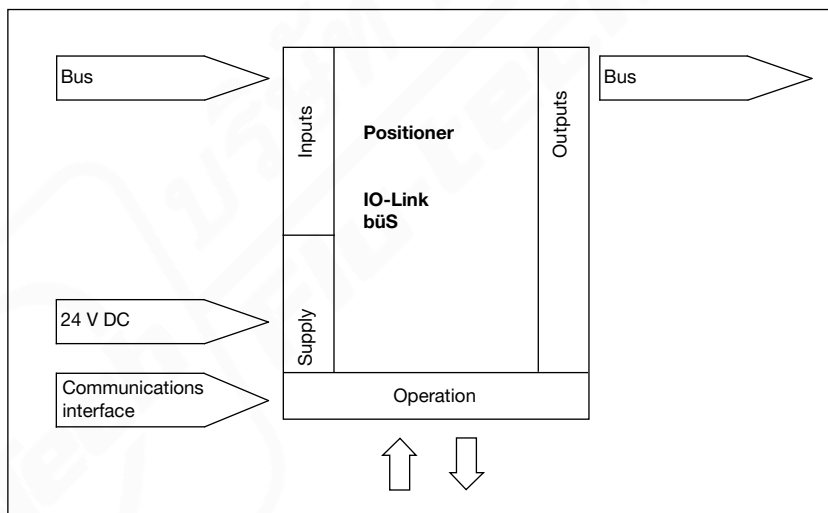 Bus
Inputs
Positioner
IO-Link
büS
Outputs
Bus
24 V DC
Supply
Communications
interface
Operation